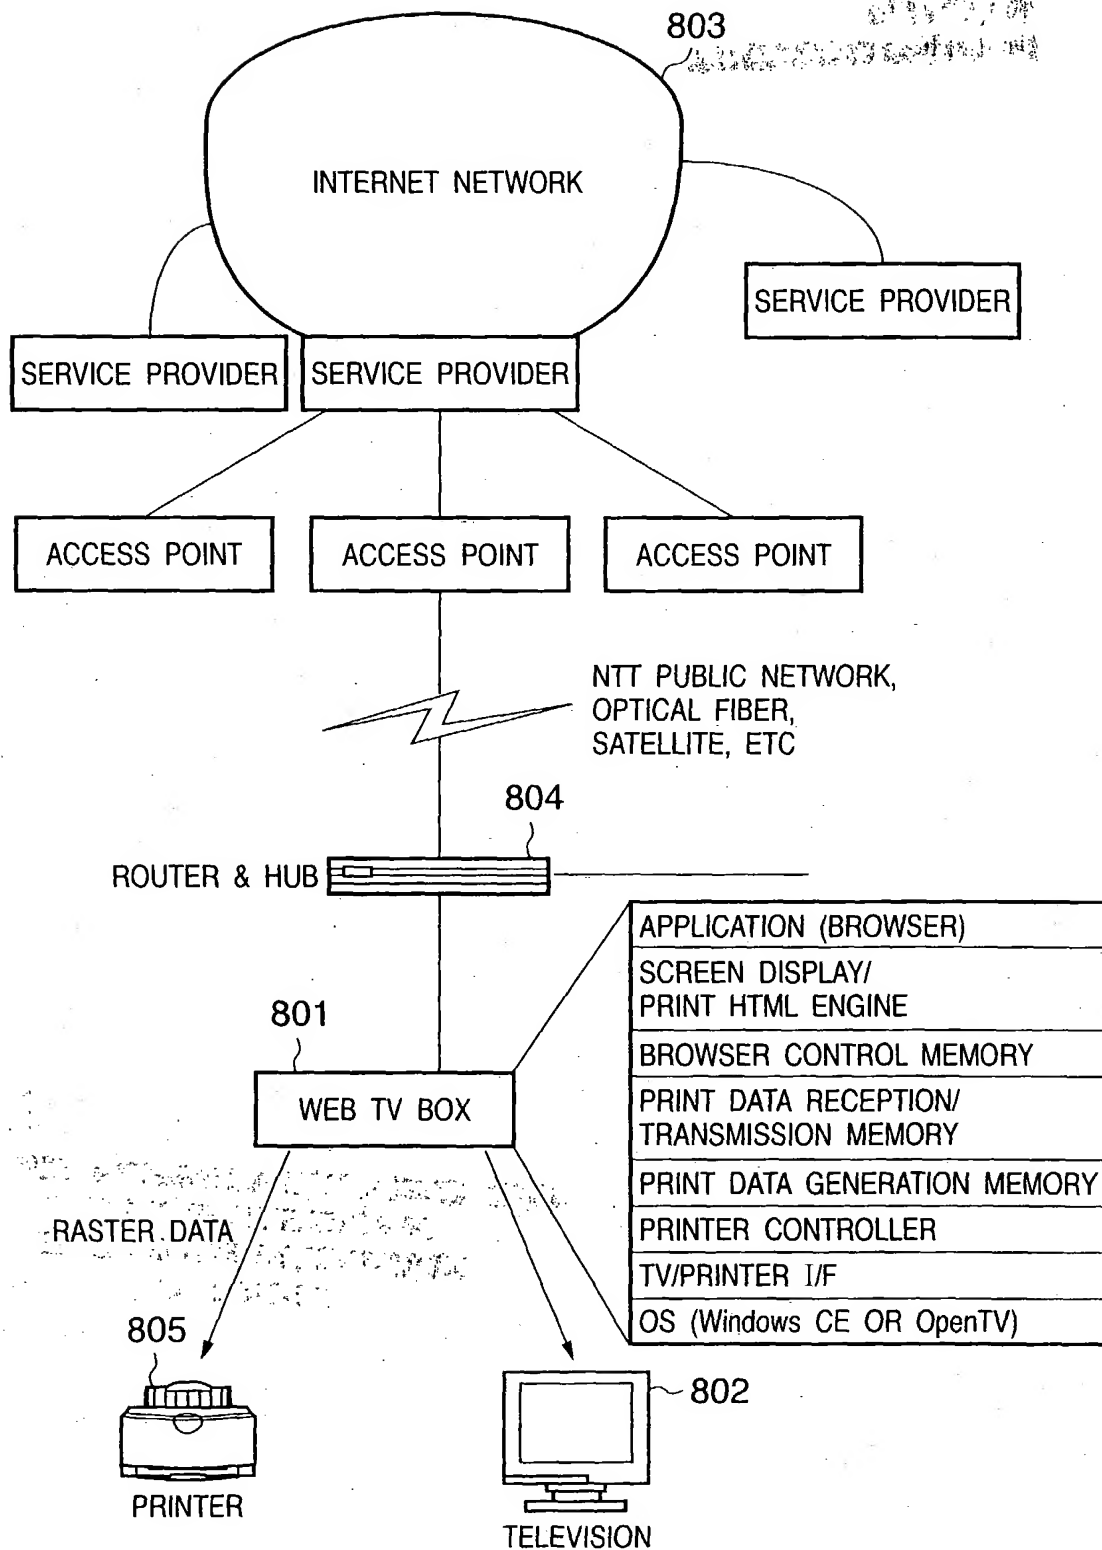 803
INTERNET NETWORK
SERVICE PROVIDER
SERVICE PROVIDER
SERVICE PROVIDER
ACCESS POINT
ACCESS POINT
ACCESS POINT
NTT PUBLIC NETWORK,
OPTICAL FIBER,
SATELLITE, ETC
804
ROUTER & HUB
801
WEB TV BOX
APPLICATION (BROWSER)
SCREEN DISPLAY/
PRINT HTML ENGINE
BROWSER CONTROL MEMORY
PRINT DATA RECEPTION/
TRANSMISSION MEMORY
PRINT DATA GENERATION MEMORY
PRINTER CONTROLLER
TV/PRINTER I/F
OS (Windows CE OR OpenTV)
RASTER DATA
805
802
PRINTER
TELEVISION